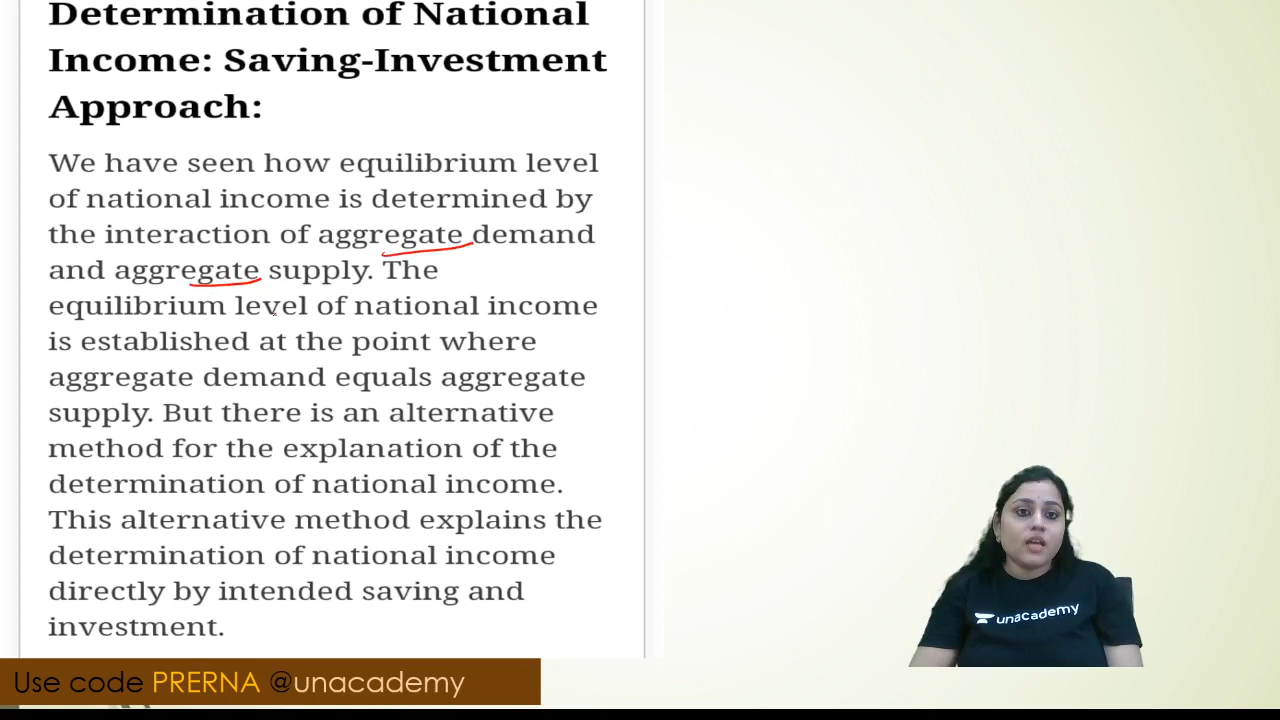 Determination of National
Income: Saving-Investment
Approach:
We have seen how equilibrium level
of national income is determined by
the interaction of aggregate demand
and aggregate supply. The
equilibrium level of national income
is established at the point where
aggregate demand equals aggregate
supply. But there is an alternative
method for the explanation of the
determination of national income.
This alternative method explains the
determination of national income
directly by intended saving and
investment.
unacademy
Use code PRERNA @unacademy